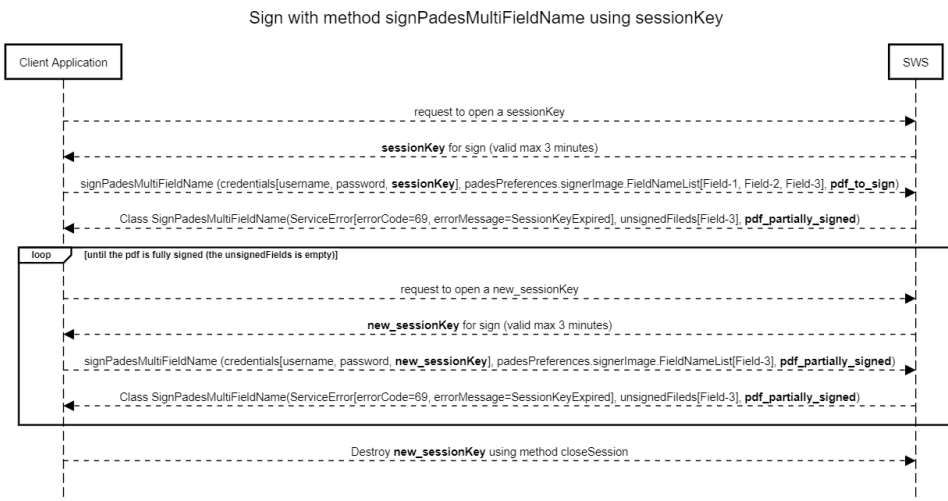 Sign with method signPadesMultiFieldName using sessionKey
Client Application
SWS
request to open a sessionKey
sessionKey for sign (valid max 3 minutes)
signPadesMultiFieldName (credentials[username, password, sessionKey], padesPreferences.signerImage.FieldNameList[Field-1, Field-2, Field-3], pdf_to_sign)
Class SignPadesMultiFieldName(ServiceError[errorCode=69, errorMessage=SessionKeyExpired], unsignedFileds[Field-3], pdf_partially_signed)
loop
[until the pdf is fully signed (the unsignedFields is empty)]
request to open a new_sessionKey
new_sessionKey for sign (valid max 3 minutes)
signPadesMultiFieldName (credentials[username, password, new_sessionKey], padesPreferences.signerImage.FieldNameList[Field-3], pdf_partially_signed)
Class SignPadesMultiFieldName(ServiceError[errorCode=69, errorMessage=SessionKeyExpired], unsignedFileds[Field-3], pdf_partially_signed)
Destroy new_sessionKey using method closeSession